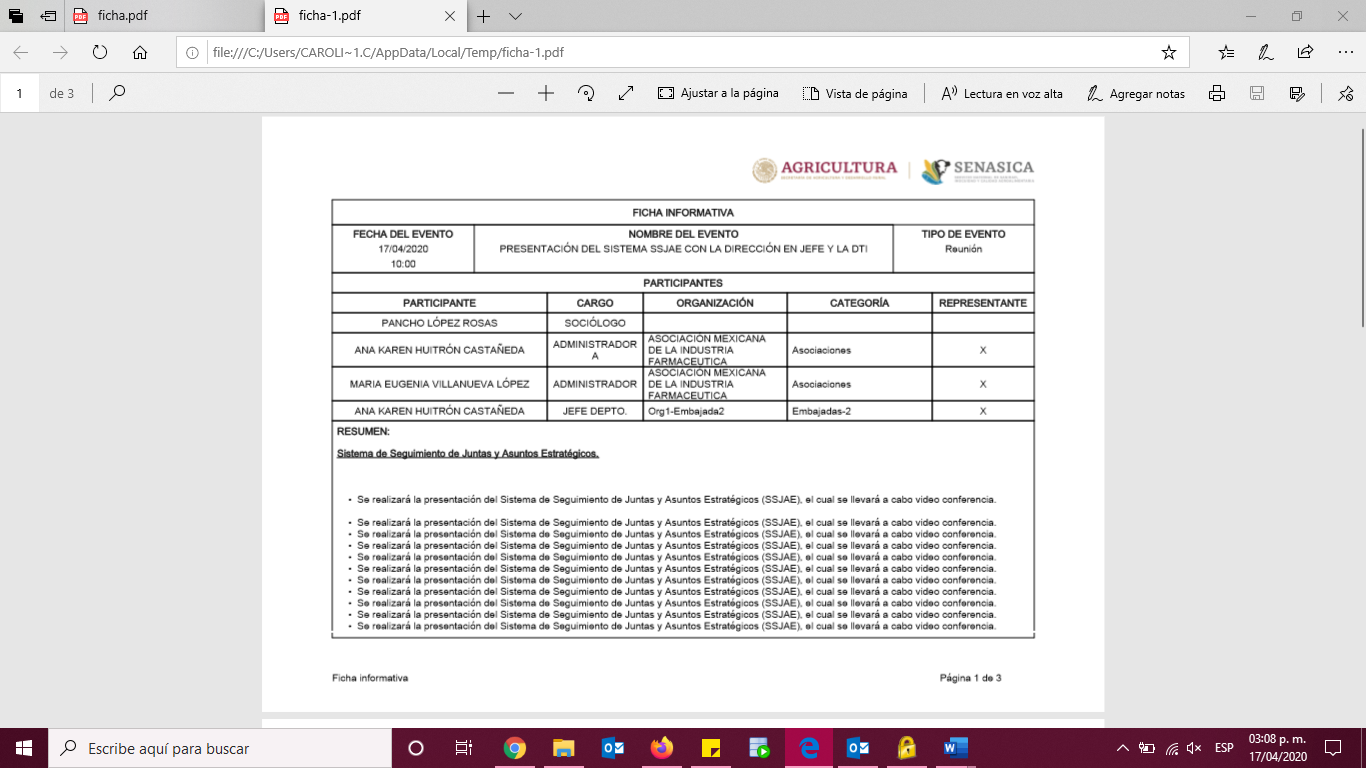 ficha.pdf
ficha-1.pdf
file:///C:/Users/CAROLI~1.C/AppData/Local/Temp/ficha-1.pdf
1 de 3
Ajustar a la página
Vista de página
Lectura en voz alta
Agregar notas
AGRICULTURA
SENASICA
FICHA INFORMATIVA
FECHA DEL EVENTO NOMBRE DEL EVENTO TIPO DE EVENTO
17/04/2020 PRESENTACIÓN DEL SISTEMA SSJAE CON LA DIRECCIÓN EN JEFE Y LA DTI Reunión
10:00
PARTICIPANTES
PARTICIPANTE CARGO ORGANIZACIÓN CATEGORÍA REPRESENTANTE
PANCHO LÓPEZ ROSAS SOCIÓLOGO
ANA KAREN HUITRÓN CASTAÑEDA
ADMINISTRADOR
A
ASOCIACIÓN MEXICANA
DE LA INDUSTRIA
FARMACEUTICA
Asociaciones
X
MARIA EUGENIA VILLANUEVA LÓPEZ
ADMINISTRADOR
ASOCIACIÓN MEXICANA
DE LA INDUSTRIA
FARMACEUTICA
Asociaciones
X
ANA KAREN HUITRÓN CASTAÑEDA JEFE DEPTO. Org1-Embajada2 Embajadas-2 X
RESUMEN:
Sistema de Seguimiento de Juntas y Asuntos Estratégicos.
• Se realizará la presentación del Sistema de Seguimiento de Juntas y Asuntos Estratégicos (SSJAE), el cual se llevará a cabo video conferencia.
• Se realizará la presentación del Sistema de Seguimiento de Juntas y Asuntos Estratégicos (SSJAE), el cual se llevará a cabo video conferencia.
• Se realizará la presentación del Sistema de Seguimiento de Juntas y Asuntos Estratégicos (SSJAE), el cual se llevará a cabo video conferencia.
• Se realizará la presentación del Sistema de Seguimiento de Juntas y Asuntos Estratégicos (SSJAE), el cual se llevará a cabo video conferencia.
• Se realizará la presentación del Sistema de Seguimiento de Juntas y Asuntos Estratégicos (SSJAE), el cual se llevará a cabo video conferencia.
• Se realizará la presentación del Sistema de Seguimiento de Juntas y Asuntos Estratégicos (SSJAE), el cual se llevará a cabo video conferencia.
• Se realizará la presentación del Sistema de Seguimiento de Juntas y Asuntos Estratégicos (SSJAE), el cual se llevará a cabo video conferencia.
• Se realizará la presentación del Sistema de Seguimiento de Juntas y Asuntos Estratégicos (SSJAE), el cual se llevará a cabo video conferencia.
• Se realizará la presentación del Sistema de Seguimiento de Juntas y Asuntos Estratégicos (SSJAE), el cual se llevará a cabo video conferencia.
• Se realizará la presentación del Sistema de Seguimiento de Juntas y Asuntos Estratégicos (SSJAE), el cual se llevará a cabo video conferencia.
• Se realizará la presentación del Sistema de Seguimiento de Juntas y Asuntos Estratégicos (SSJAE), el cual se llevará a cabo video conferencia.
Ficha informativa Página 1 de 3
Escribe aquí para buscar
ESP
03:08 p. m.
17/04/2020